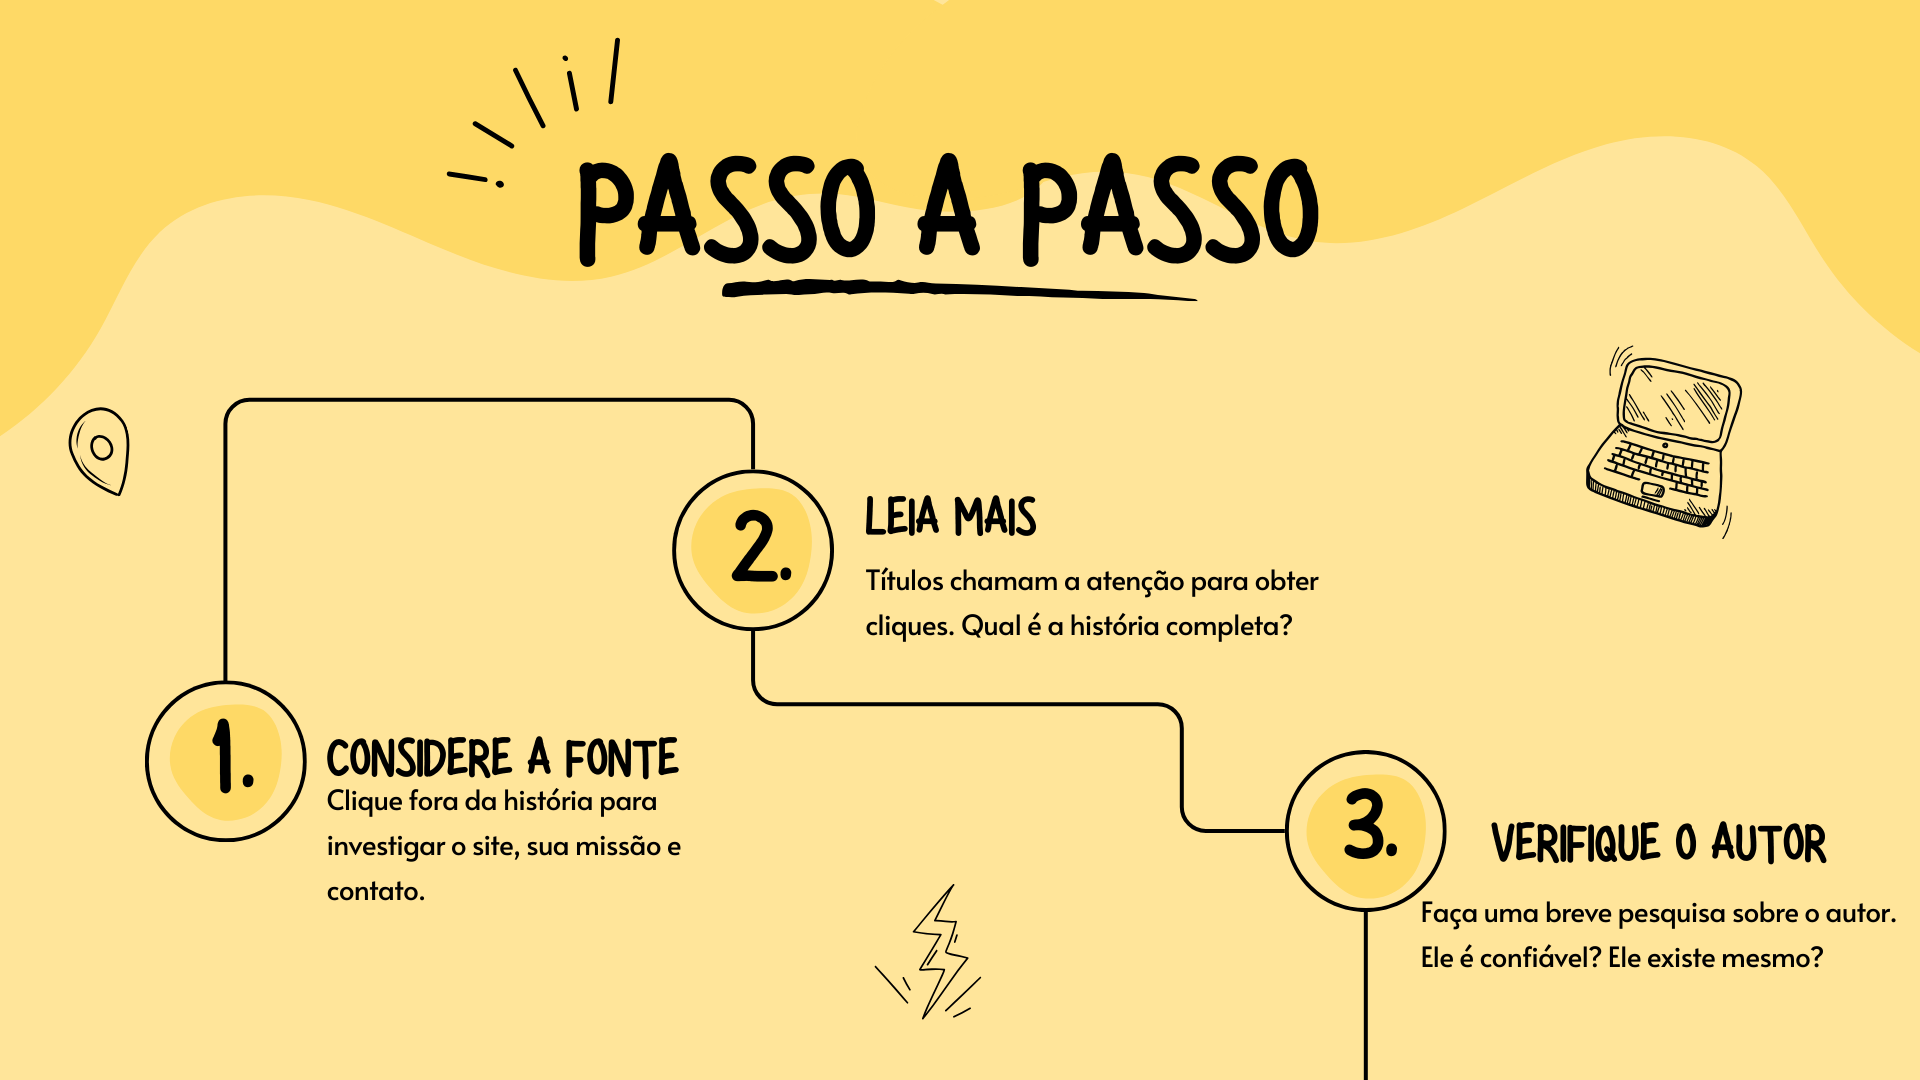 PASSO A PASSO
1.
CONSIDERE A FONTE
Clique fora da história para
investigar o site, sua missão e
contato.
2.
LEIA MAIS
Títulos chamam a atenção para obter
cliques. Qual é a história completa?
3.
VERIFIQUE O AUTOR
Faça uma breve pesquisa sobre o autor.
Ele é confiável? Ele existe mesmo?